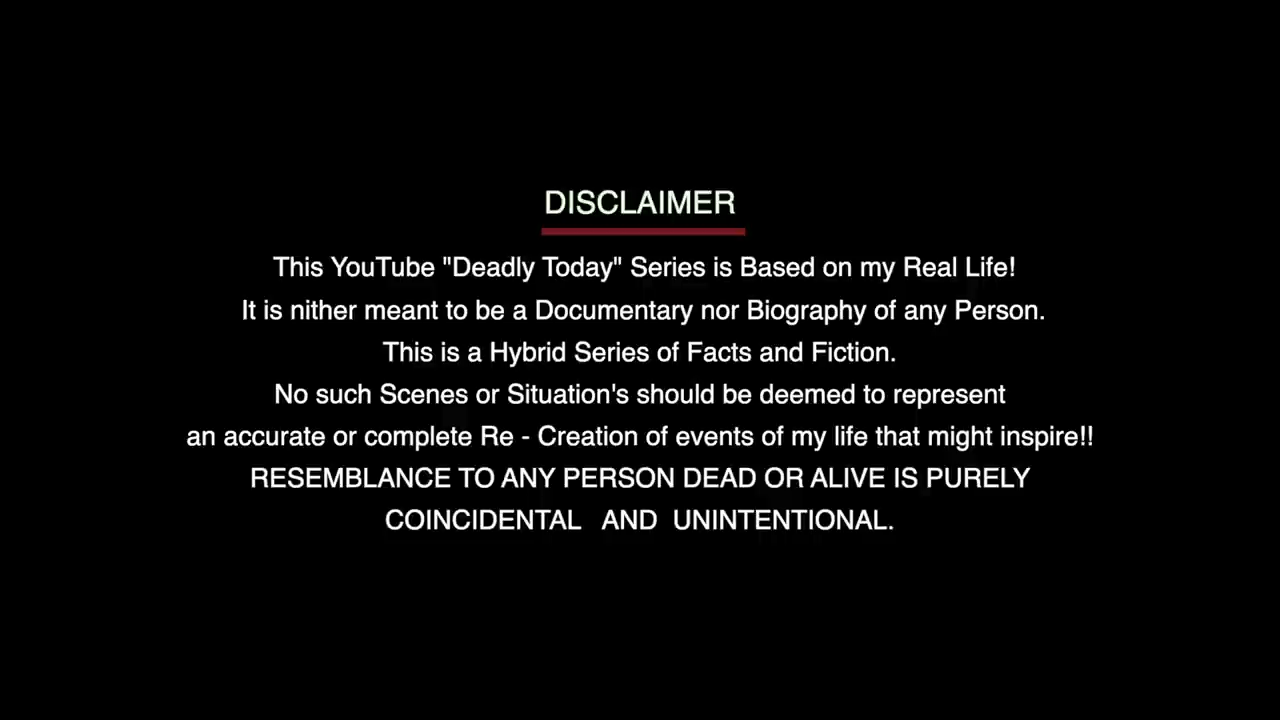 DISCLAIMER
This YouTube "Deadly Today" Series is Based on my Real Life!
It is nither meant to be a Documentary nor Biography of any Person.
This is a Hybrid Series of Facts and Fiction.
No such Scenes or Situation's should be deemed to represent
an accurate or complete Re - Creation of events of my life that might inspire!!
RESEMBLANCE TO ANY PERSON DEAD OR ALIVE IS PURELY
COINCIDENTAL AND UNINTENTIONAL.